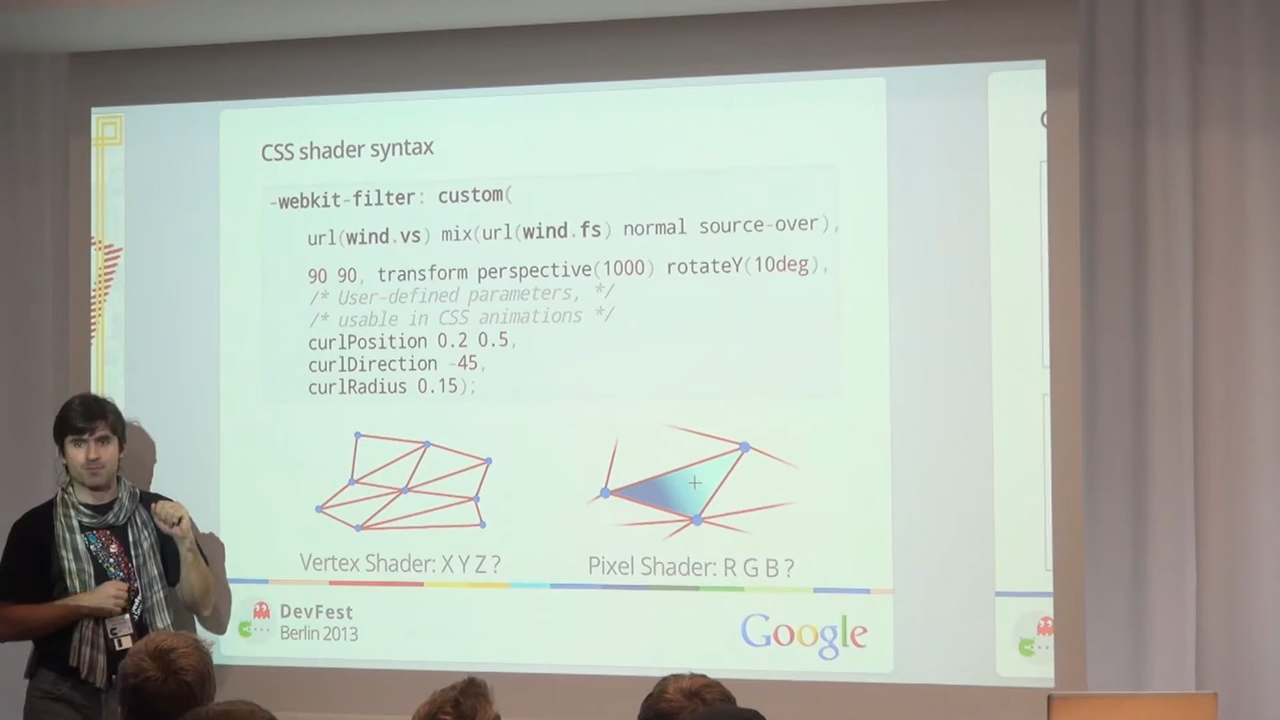 CSS shader syntax
-webkit-filter: custom(
url(wind.vs) mix(url(wind.fs) normal source-over),
90 90, transform perspective(1000) rotateY(10deg),
/* User-defined parameters, */
/* usable in CSS animations */
curlPosition 0.2 0.5,
curlDirection -45,
curlRadius 0.15);
Vertex Shader: X Y Z ?
Pixel Shader: R G B ?
DevFest
Berlin 2013
Google